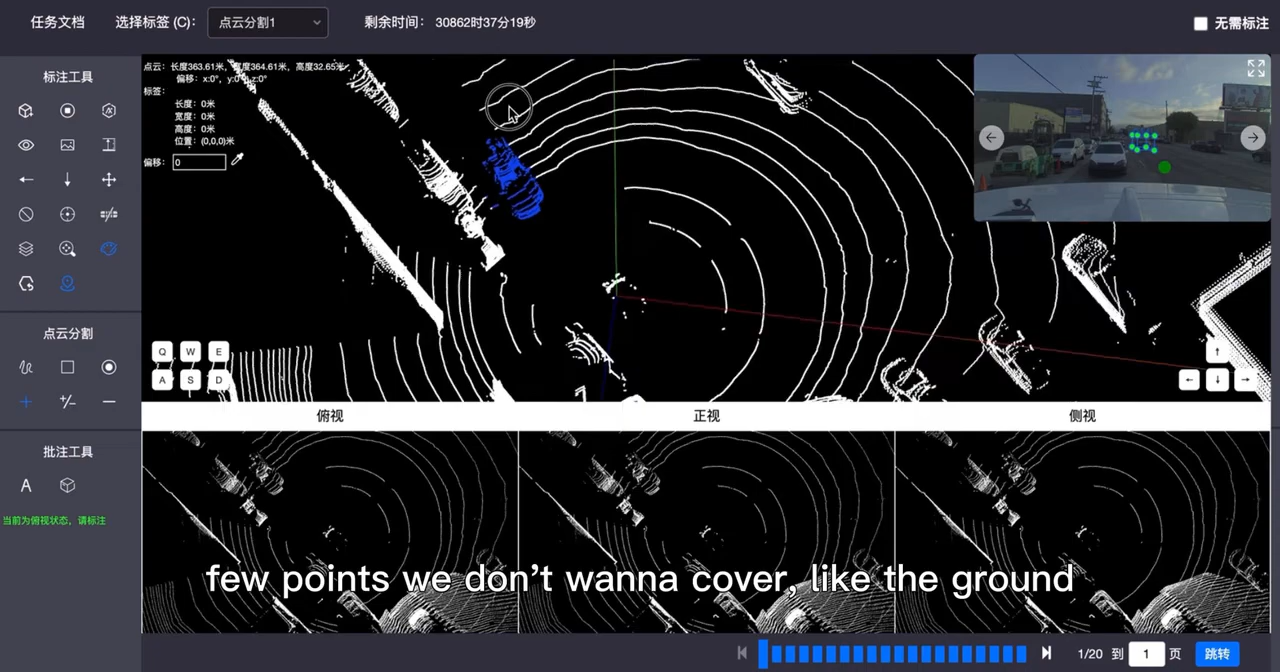 任务文档 选择标签 (C): 点云分割1 剩余时间: 30862时37分19秒 无需标注
标注工具
点云: 长度363.61米, 宽度364.61米, 高度32.65米
偏移: x:0°, y:0°, z:0°
标签:
长度: 0米
宽度: 0米
高度: 0米
位置: (0,0,0)米
偏移: 0
点云分割
Q W E
A S D
俯视 正视 侧视
批注工具
A
当前为俯视状态, 请标注
few points we don't wanna cover, like the ground
1/20 到 1 页 跳转